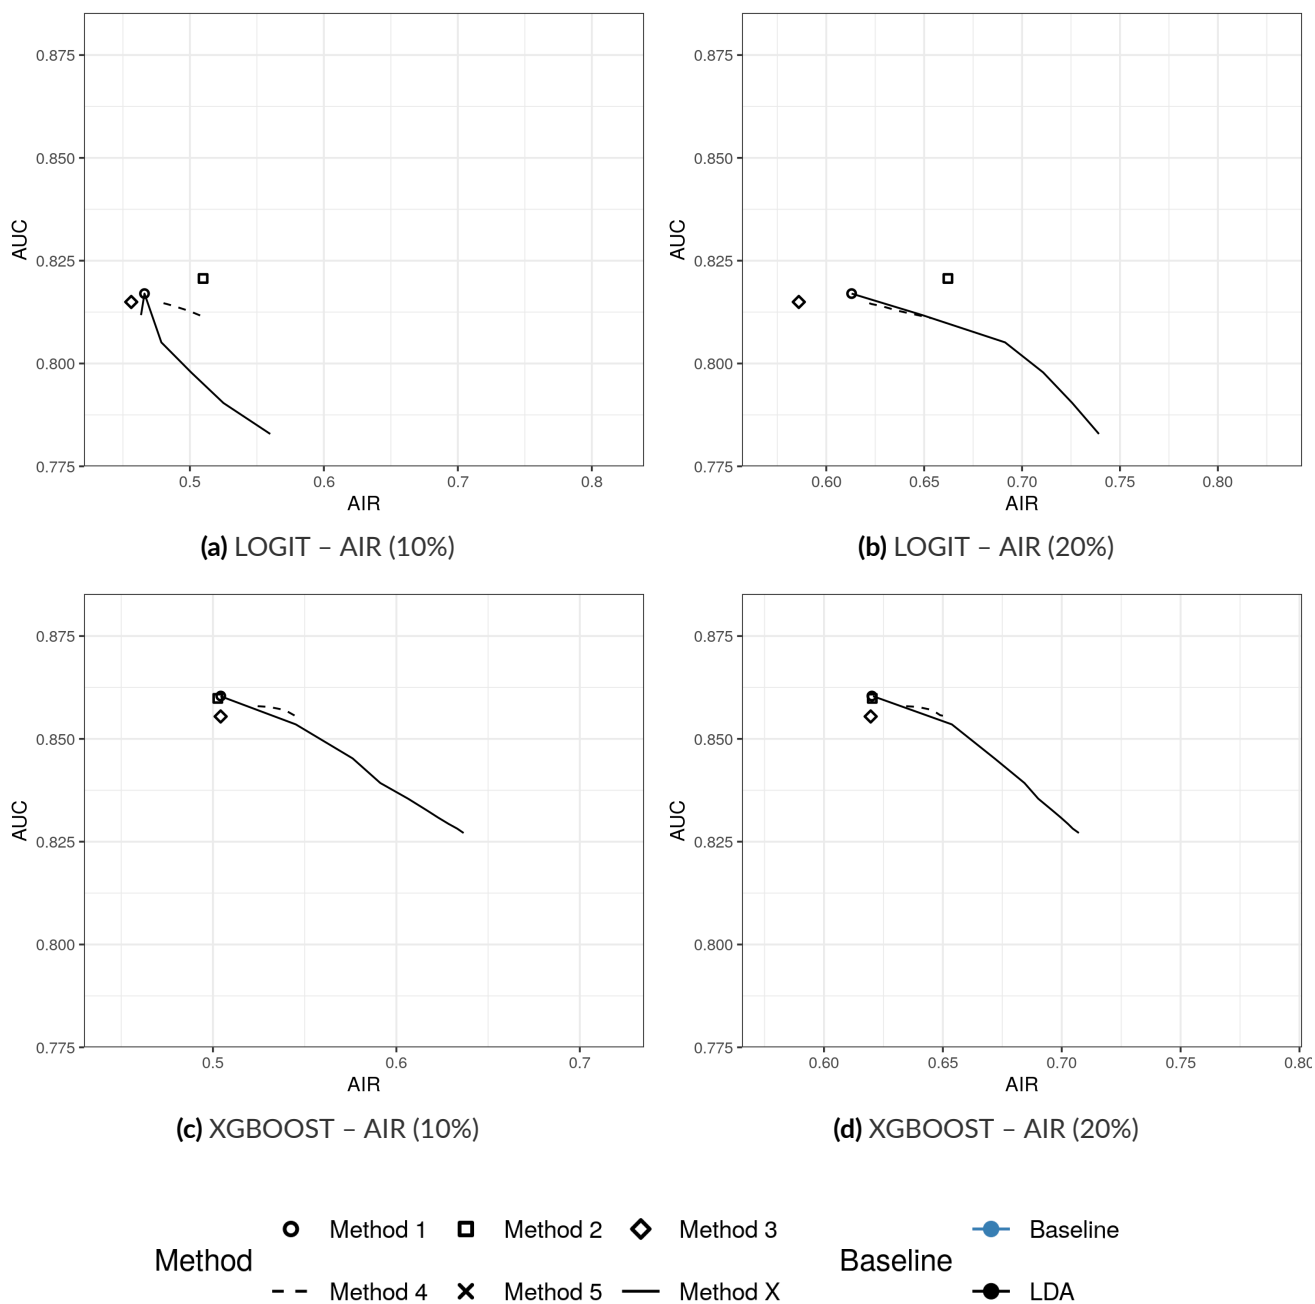 0.875
0.850
0.825
0.800
0.775
AUC
0.5 0.6 0.7 0.8
AIR
(a) LOGIT – AIR (10%)
0.875
0.850
0.825
0.800
0.775
AUC
0.60 0.65 0.70 0.75 0.80
AIR
(b) LOGIT – AIR (20%)
0.875
0.850
0.825
0.800
0.775
AUC
0.5 0.6 0.7
AIR
(c) XGBOOST – AIR (10%)
0.875
0.850
0.825
0.800
0.775
AUC
0.60 0.65 0.70 0.75 0.80
AIR
(d) XGBOOST – AIR (20%)
Method
Method 1 Method 2 Method 3
Method 4 Method 5 Method X
Baseline
Baseline
LDA